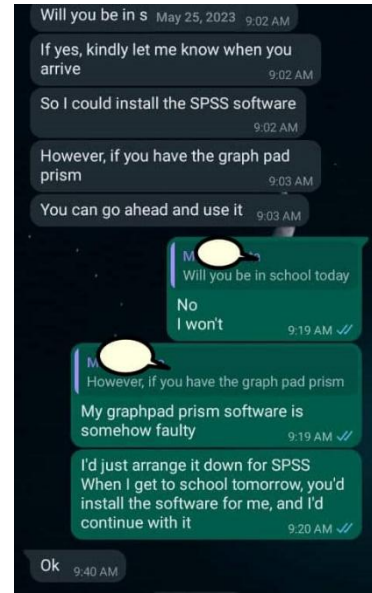 Will you be in s May 25, 2023 9:02 AM
If yes, kindly let me know when you
arrive
9:02 AM
So I could install the SPSS software
9:02 AM
However, if you have the graph pad
prism
9:03 AM
You can go ahead and use it 9:03 AM
M
Will you be in school today
No
I won't
9:19 AM
M
However, if you have the graph pad prism
My graphpad prism software is
somehow faulty
9:19 AM
I'd just arrange it down for SPSS
When I get to school tomorrow, you'd
install the software for me, and I'd
continue with it
9:20 AM
Ok 9:40 AM